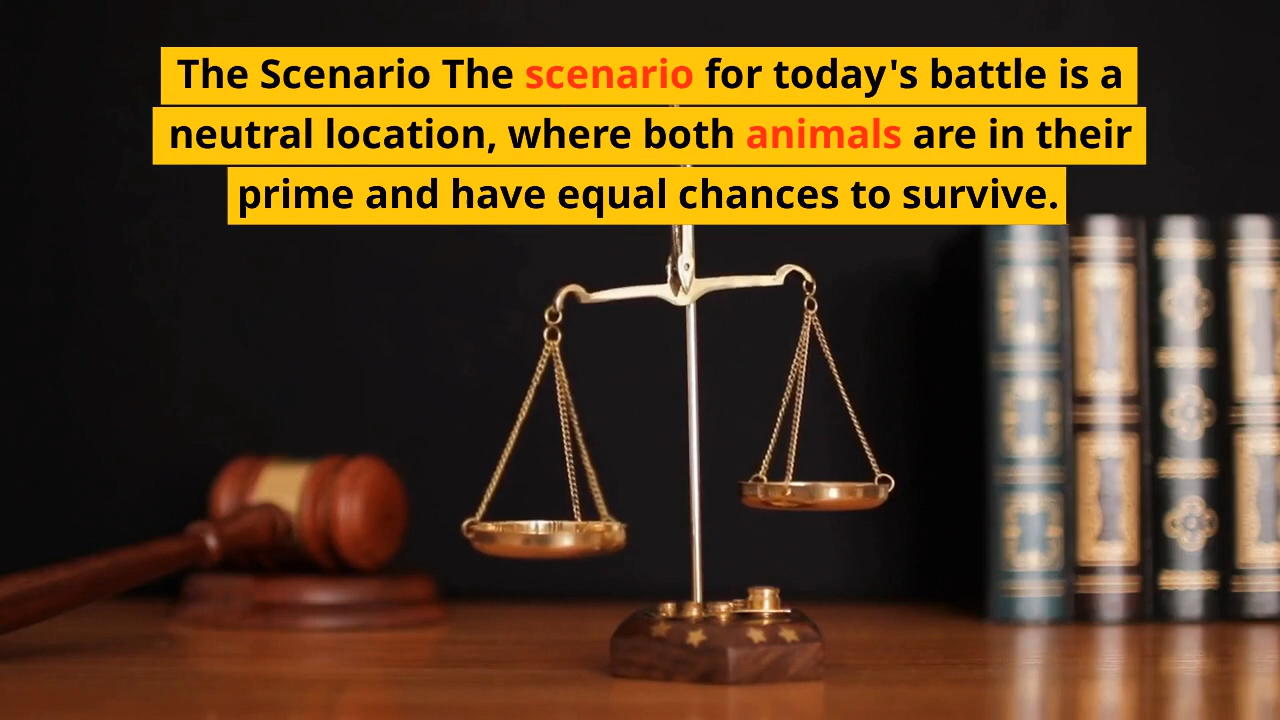 The Scenario The scenario for today's battle is a
neutral location, where both animals are in their
prime and have equal chances to survive.